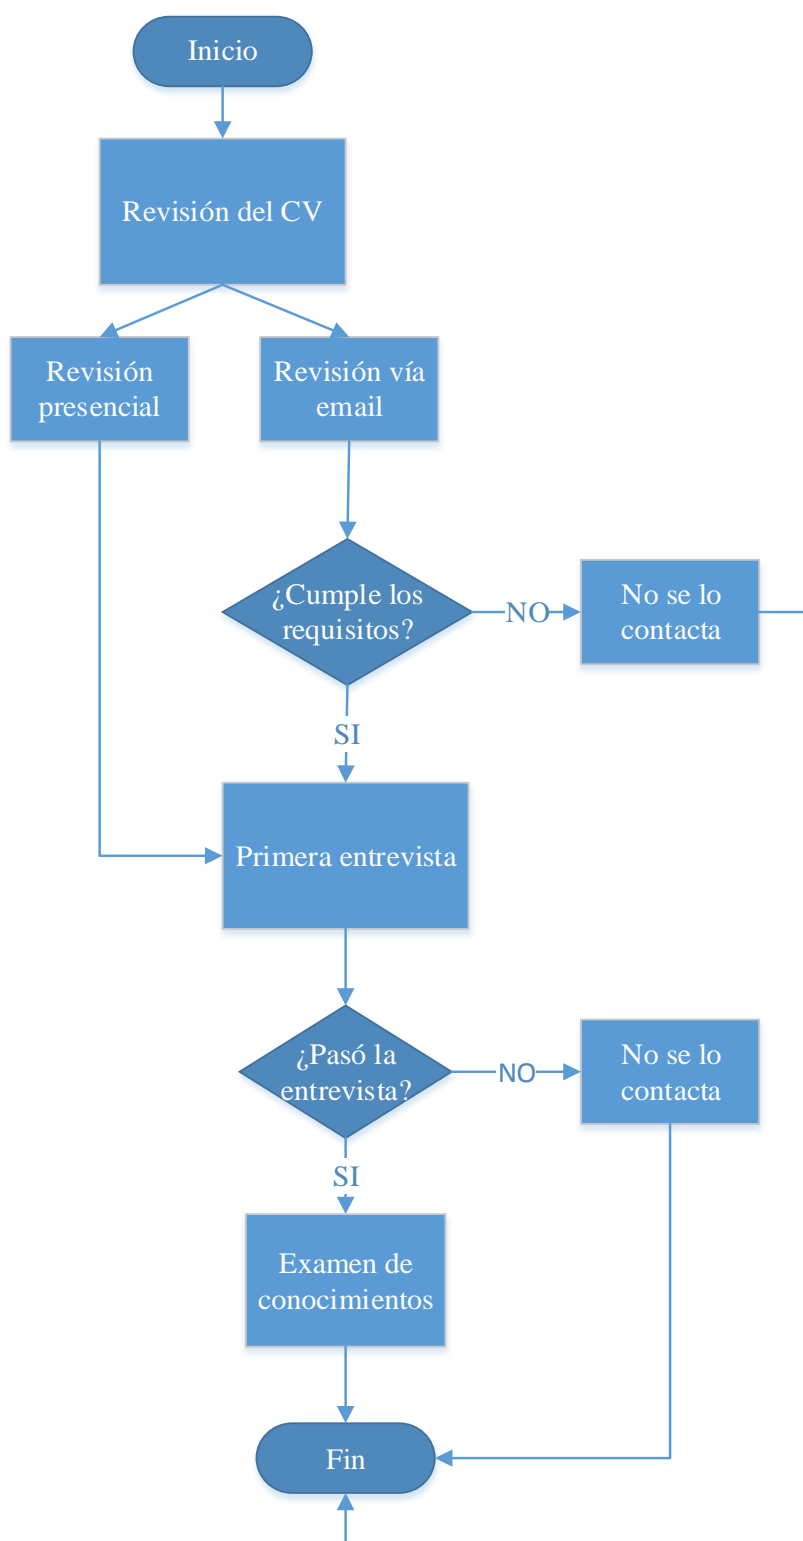 Inicio
Revisión del CV
Revisión
presencial
Revisión vía
email
¿Cumple los
requisitos?
NO
No se lo
contacta
SI
Primera entrevista
¿Pasó la
entrevista?
NO
No se lo
contacta
SI
Examen de
conocimientos
Fin